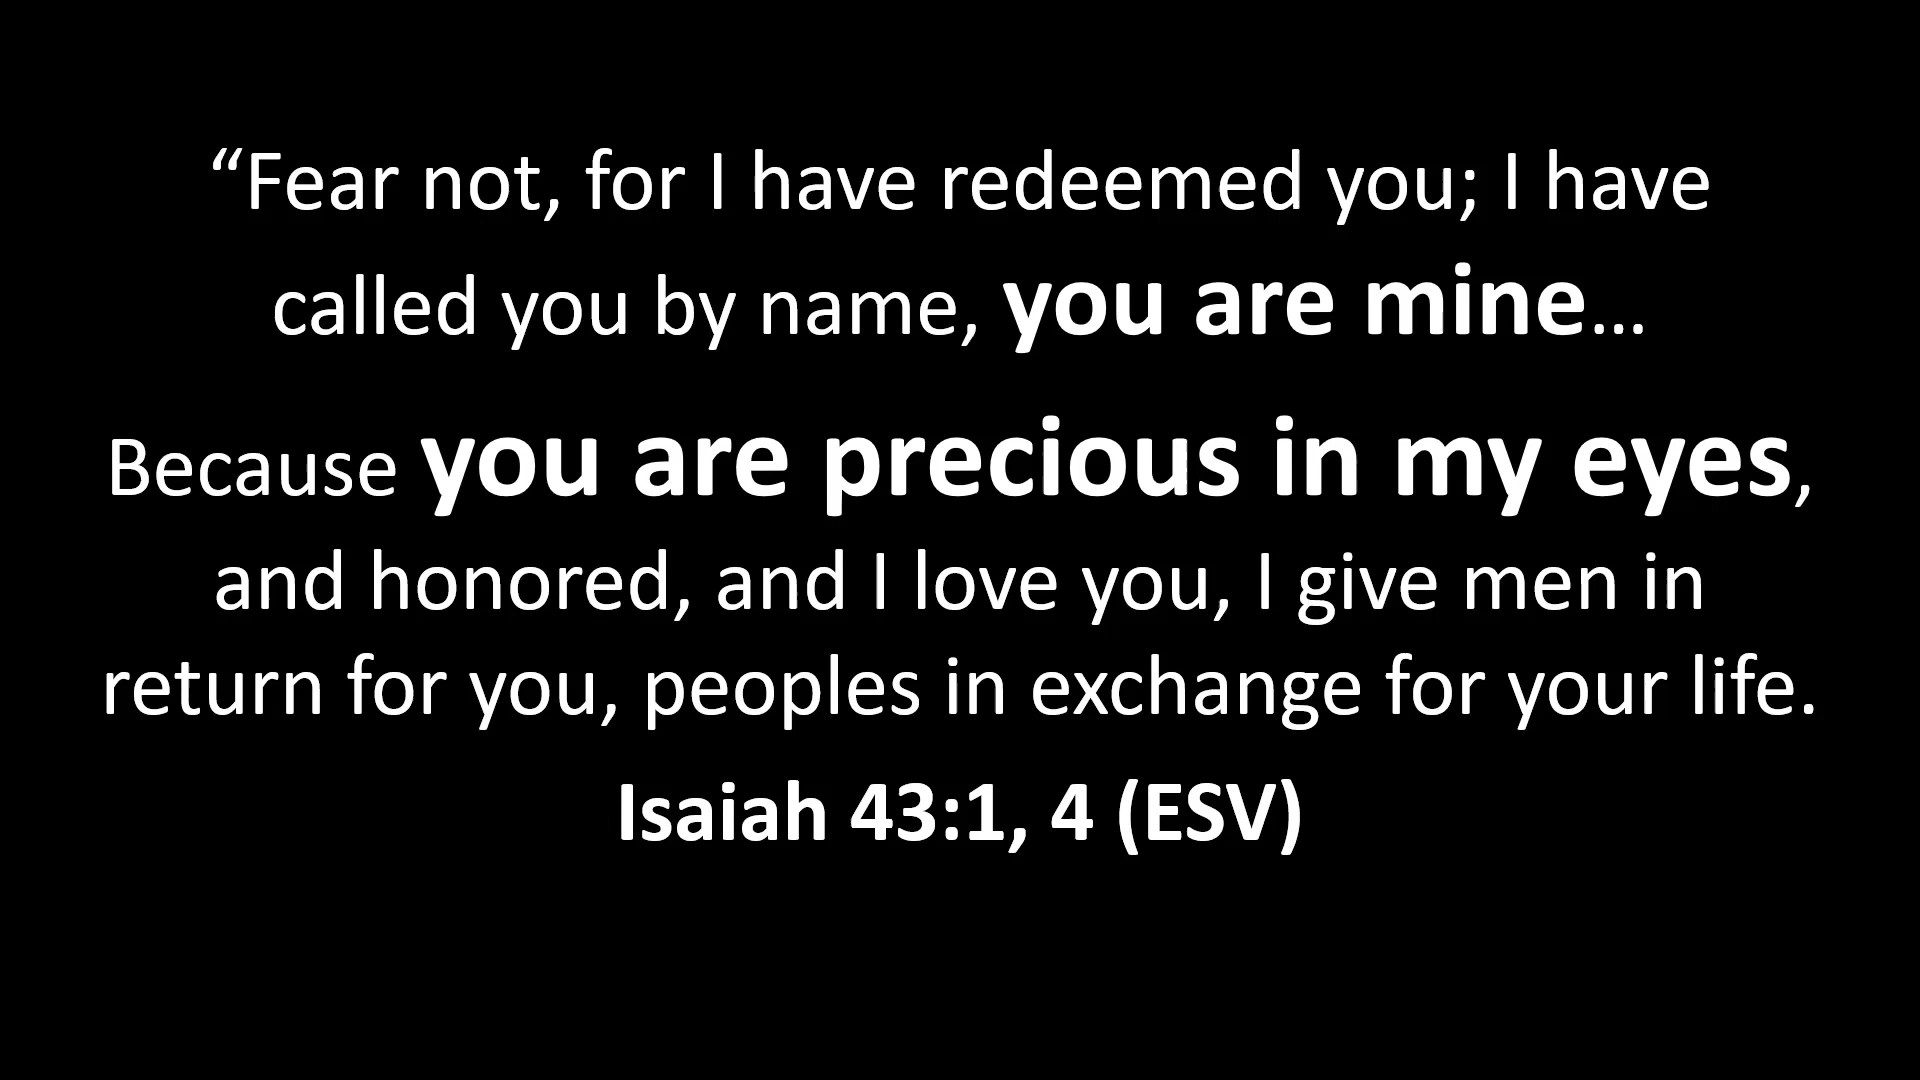 “Fear not, for I have redeemed you; I have
called you by name, you are mine…
Because you are precious in my eyes,
and honored, and I love you, I give men in
return for you, peoples in exchange for your life.
Isaiah 43:1, 4 (ESV)